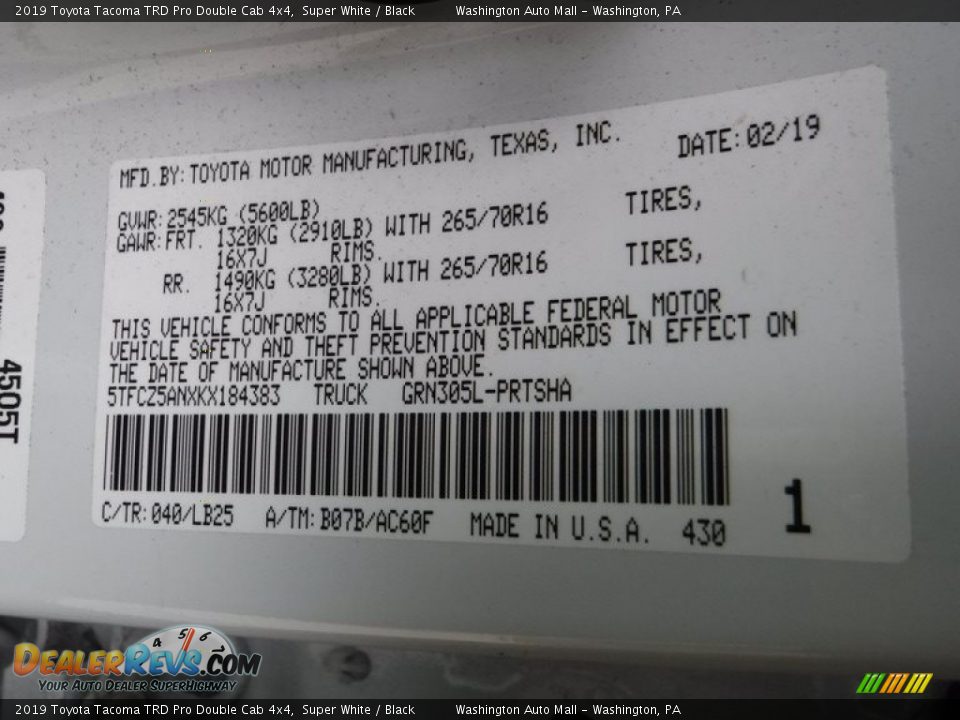 2019 Toyota Tacoma TRD Pro Double Cab 4x4, Super White / Black Washington Auto Mall - Washington, PA
MFD.BY:TOYOTA MOTOR MANUFACTURING, TEXAS, INC. DATE:02/19
GVWR:2545KG (5600LB)
GAWR:FRT. 1320KG (2910LB) WITH 265/70R16 TIRES,
16X7J RIMS.
RR. 1490KG (3280LB) WITH 265/70R16 TIRES,
16X7J RIMS.
THIS VEHICLE CONFORMS TO ALL APPLICABLE FEDERAL MOTOR
VEHICLE SAFETY AND THEFT PREVENTION STANDARDS IN EFFECT ON
THE DATE OF MANUFACTURE SHOWN ABOVE.
5TFCZ5ANXKX184383 TRUCK GRN305L-PRTSHA
C/TR:040/LB25 A/TM:B07B/AC60F MADE IN U.S.A. 430
1
4505T
4 5 6 7
DEALERREVS.COM
YOUR AUTO DEALER SUPERHIGHWAY
2019 Toyota Tacoma TRD Pro Double Cab 4x4, Super White / Black Washington Auto Mall - Washington, PA